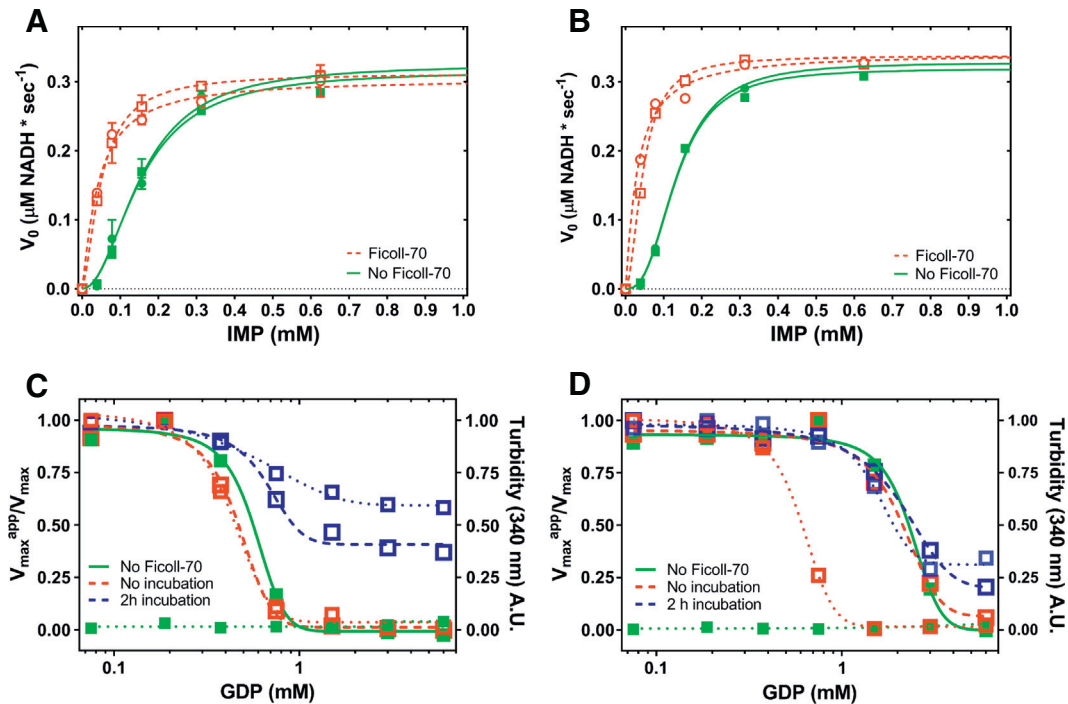 A
V0 (μM NADH * sec-1)
0.3
0.2
0.1
0.0
Ficoll-70
No Ficoll-70
0.0 0.1 0.2 0.3 0.4 0.5 0.6 0.7 0.8 0.9 1.0
IMP (mM)
B
V0 (μM NADH * sec-1)
0.3
0.2
0.1
0.0
Ficoll-70
No Ficoll-70
0.0 0.1 0.2 0.3 0.4 0.5 0.6 0.7 0.8 0.9 1.0
IMP (mM)
C
Vmax app/Vmax
1.00
0.75
0.50
0.25
0.00
No Ficoll-70
No incubation
2h incubation
1.00
0.75
0.50
0.25
0.00
Turbidity (340 nm) A.U.
0.1 1
GDP (mM)
D
Vmax app/Vmax
1.00
0.75
0.50
0.25
0.00
No Ficoll-70
No incubation
2 h incubation
1.00
0.75
0.50
0.25
0.00
Turbidity (340 nm) A.U.
0.1 1
GDP (mM)